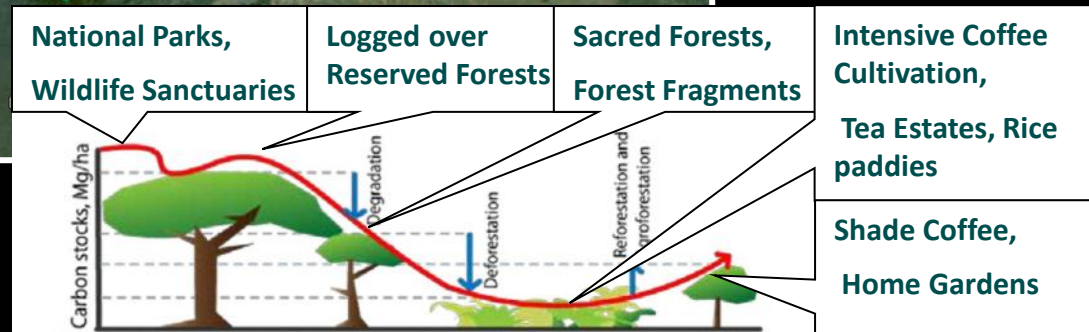 National Parks,
Wildlife Sanctuaries
Logged over
Reserved Forests
Sacred Forests,
Forest Fragments
Intensive Coffee
Cultivation,
Tea Estates, Rice
paddies
Shade Coffee,
Home Gardens
Carbon stocks, Mg/ha
Degradation
Deforestation
Reforestation and
groforestation